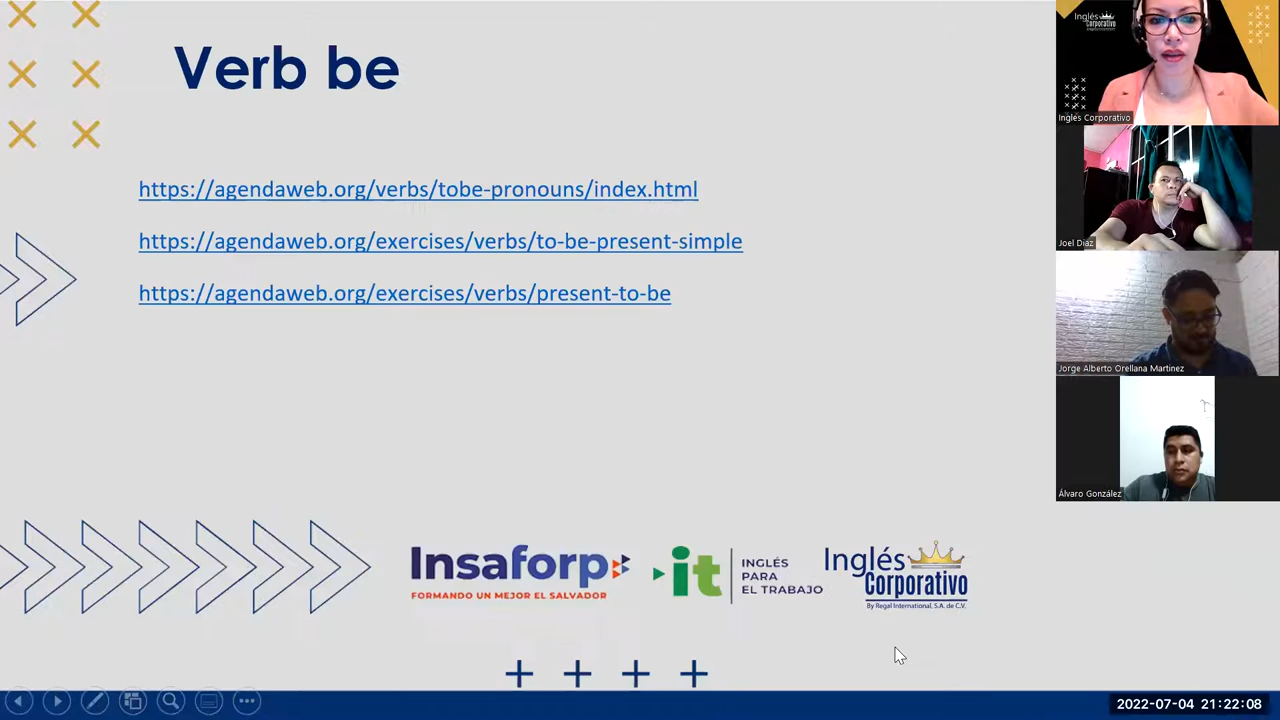 Verb be
https://agendaweb.org/verbs/tobe-pronouns/index.html
https://agendaweb.org/exercises/verbs/to-be-present-simple
https://agendaweb.org/exercises/verbs/present-to-be
Insaforp
FORMANDO UN MEJOR EL SALVADOR
it
INGLÉS
PARA
EL TRABAJO
Inglés
Corporativo
By Regal International, S.A. de C.V.
Inglés
Corporativo
Inglés Corporativo
Joel Diaz
Jorge Alberto Orellana Martinez
Álvaro González
2022-07-04 21:22:08